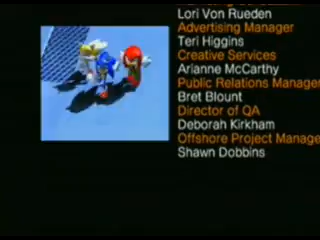 Lori Von Rueden
Advertising Manager
Teri Higgins
Creative Services
Arianne McCarthy
Public Relations Manager
Bret Blount
Director of QA
Deborah Kirkham
Offshore Project Manage
Shawn Dobbins